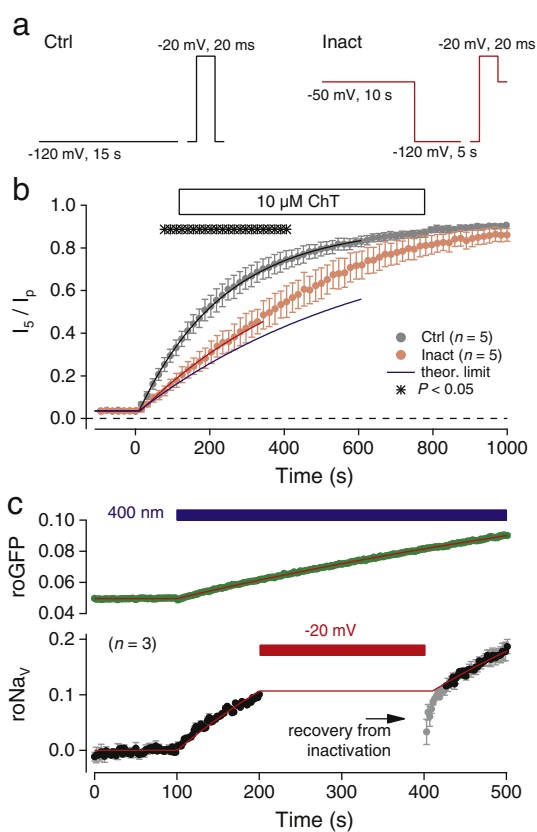 a
Ctrl
Inact
-20 mV, 20 ms
-20 mV, 20 ms
-50 mV, 10 s
-120 mV, 15 s
-120 mV, 5 s
b
10 µM ChT
1.0
0.8
0.6
0.4
0.2
0.0
I5 / Ip
Ctrl (n = 5)
Inact (n = 5)
theor. limit
P < 0.05
0 200 400 600 800 1000
Time (s)
c
400 nm
0.10
0.08
0.06
0.04
roGFP
(n = 3)
-20 mV
0.2
0.1
0.0
roNaV
recovery from
inactivation
0 100 200 300 400 500
Time (s)